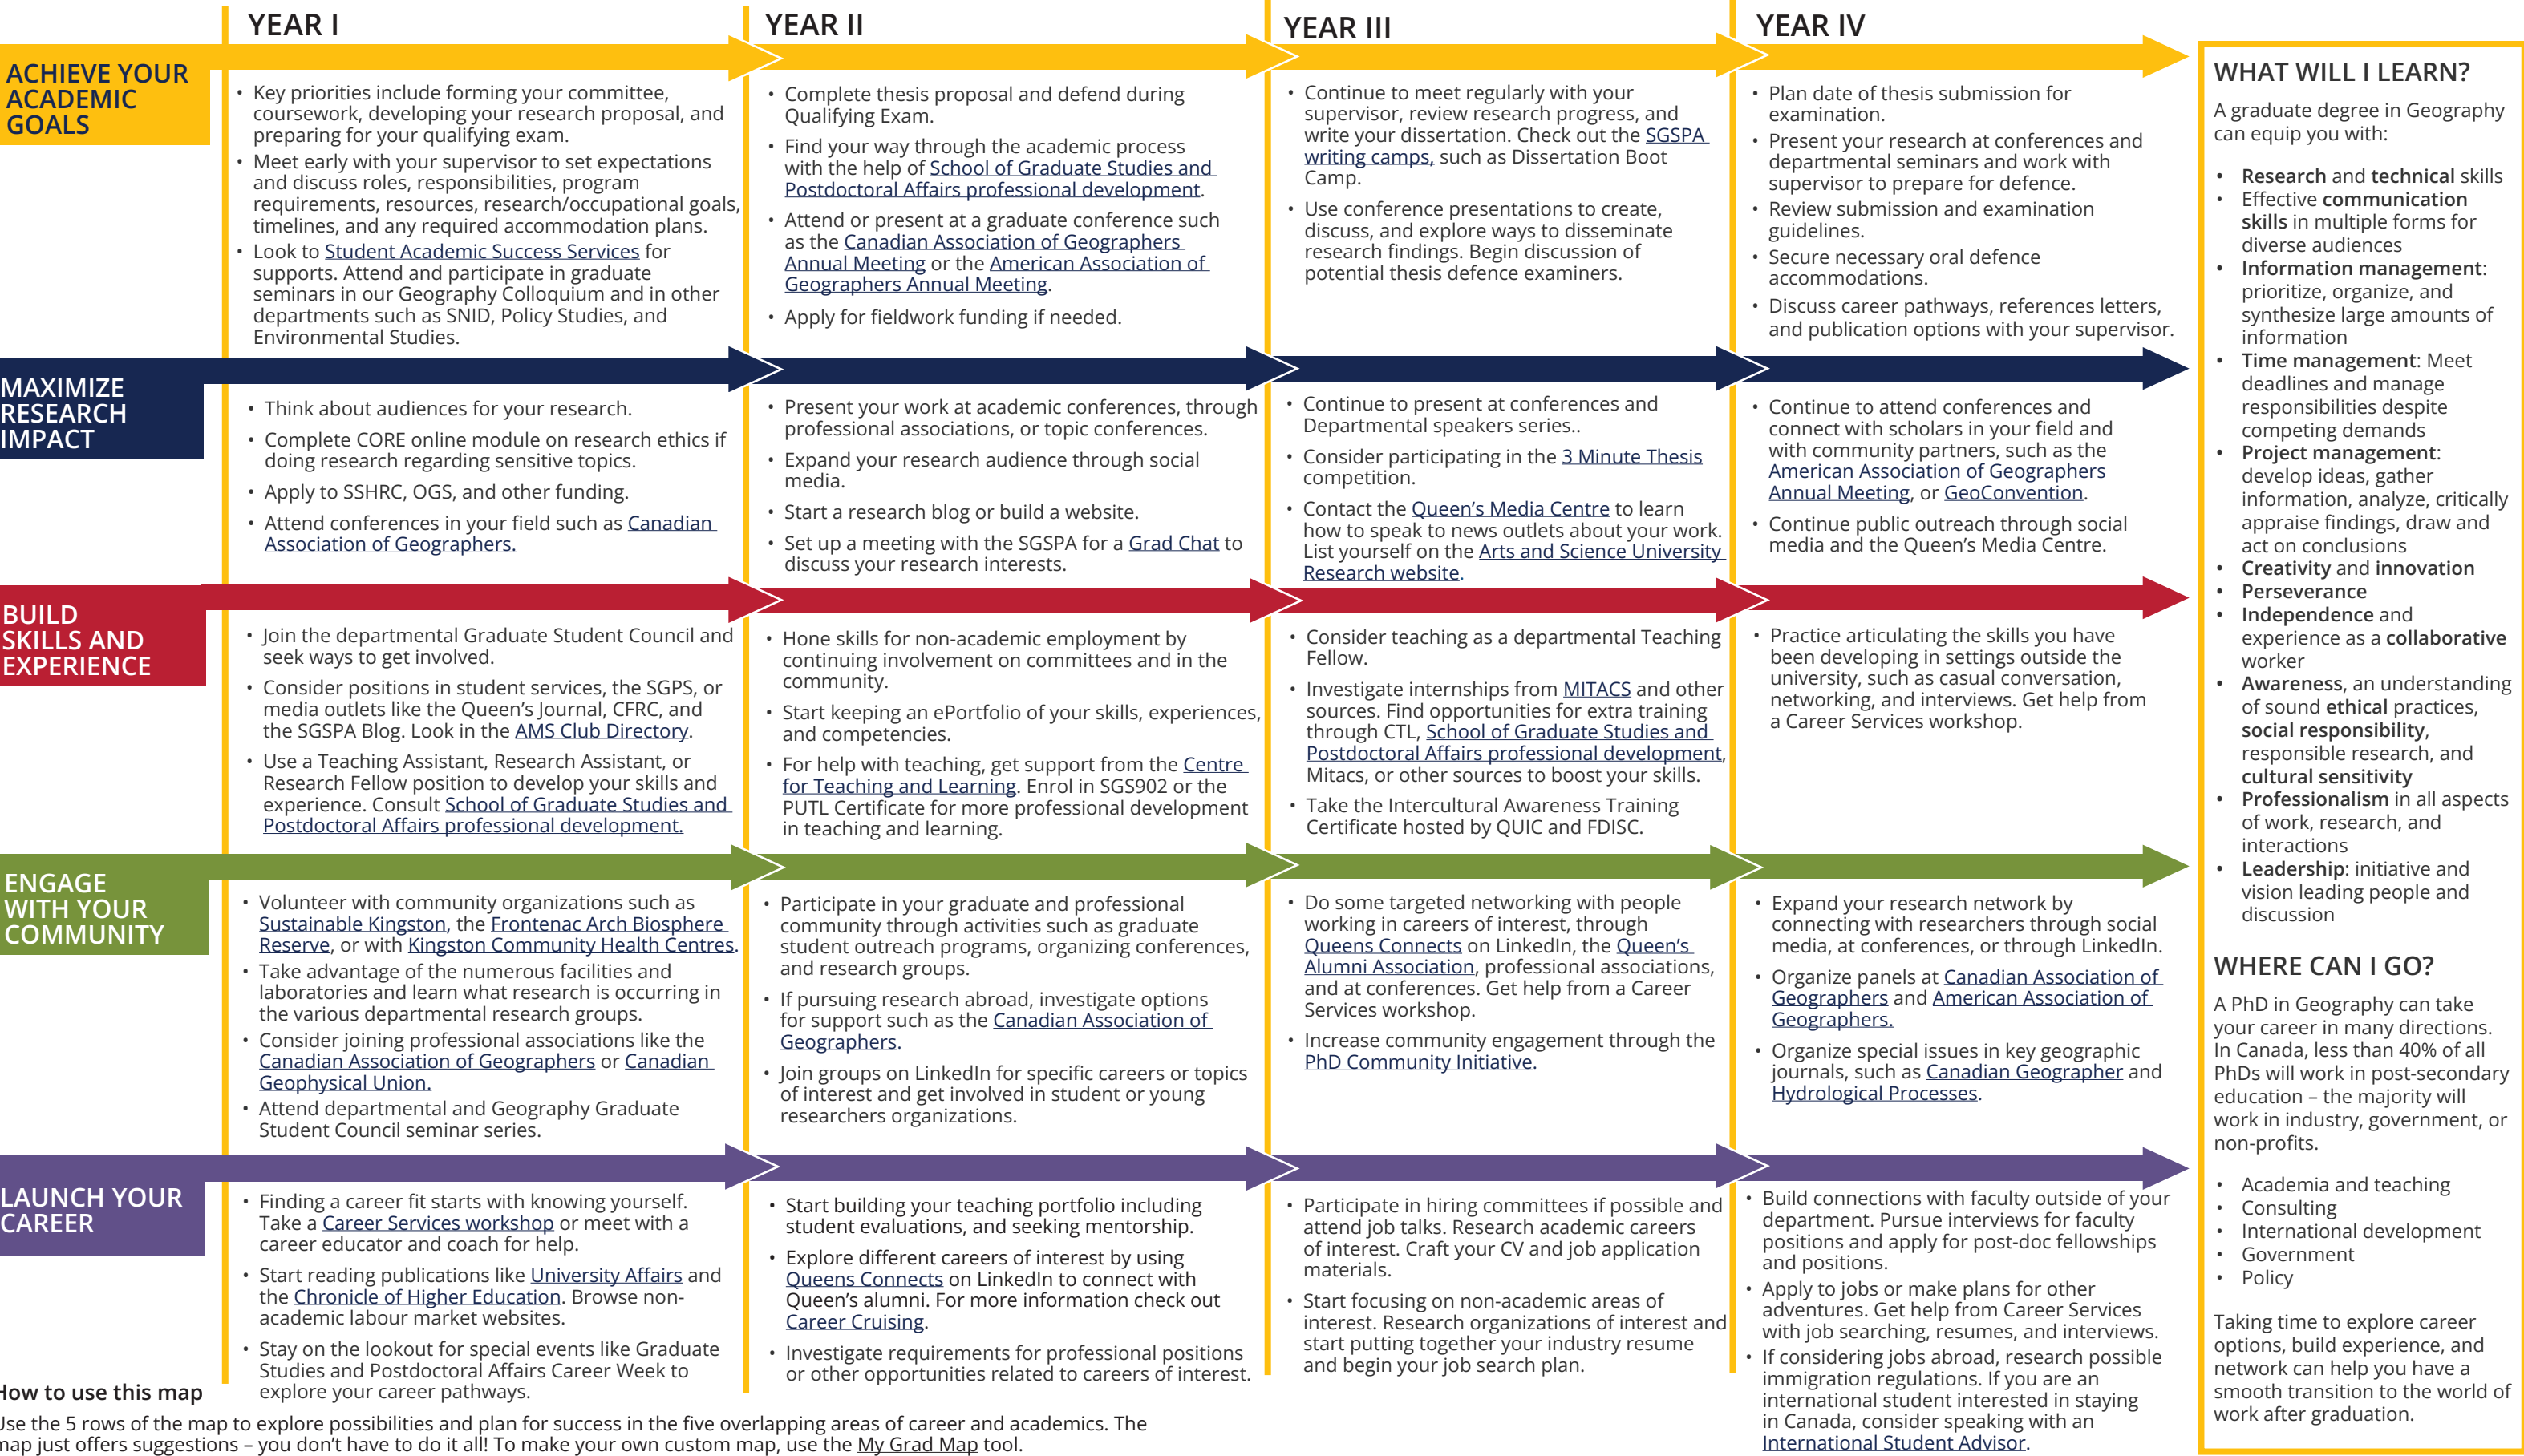 YEAR I
YEAR II
YEAR III
YEAR IV
ACHIEVE YOUR
ACADEMIC
GOALS
• Key priorities include forming your committee,
coursework, developing your research proposal, and
preparing for your qualifying exam.
• Meet early with your supervisor to set expectations
and discuss roles, responsibilities, program
requirements, resources, research/occupational goals,
timelines, and any required accommodation plans.
• Look to Student Academic Success Services for
supports. Attend and participate in graduate
seminars in our Geography Colloquium and in other
departments such as SNID, Policy Studies, and
Environmental Studies.
• Complete thesis proposal and defend during
Qualifying Exam.
• Find your way through the academic process
with the help of School of Graduate Studies and
Postdoctoral Affairs professional development.
• Attend or present at a graduate conference such
as the Canadian Association of Geographers
Annual Meeting or the American Association of
Geographers Annual Meeting.
• Apply for fieldwork funding if needed.
• Continue to meet regularly with your
supervisor, review research progress, and
write your dissertation. Check out the SGSPA
writing camps, such as Dissertation Boot
Camp.
• Use conference presentations to create,
discuss, and explore ways to disseminate
research findings. Begin discussion of
potential thesis defence examiners.
• Plan date of thesis submission for
examination.
• Present your research at conferences and
departmental seminars and work with
supervisor to prepare for defence.
• Review submission and examination
guidelines.
• Secure necessary oral defence
accommodations.
• Discuss career pathways, references letters,
and publication options with your supervisor.
MAXIMIZE
RESEARCH
IMPACT
• Think about audiences for your research.
• Complete CORE online module on research ethics if
doing research regarding sensitive topics.
• Apply to SSHRC, OGS, and other funding.
• Attend conferences in your field such as Canadian
Association of Geographers.
• Present your work at academic conferences, through
professional associations, or topic conferences.
• Expand your research audience through social
media.
• Start a research blog or build a website.
• Set up a meeting with the SGSPA for a Grad Chat to
discuss your research interests.
• Continue to present at conferences and
Departmental speakers series..
• Consider participating in the 3 Minute Thesis
competition.
• Contact the Queen's Media Centre to learn
how to speak to news outlets about your work.
List yourself on the Arts and Science University
Research website.
• Continue to attend conferences and
connect with scholars in your field and
with community partners, such as the
American Association of Geographers
Annual Meeting, or GeoConvention.
• Continue public outreach through social
media and the Queen's Media Centre.
BUILD
SKILLS AND
EXPERIENCE
• Join the departmental Graduate Student Council and
seek ways to get involved.
• Consider positions in student services, the SGPS, or
media outlets like the Queen's Journal, CFRC, and
the SGSPA Blog. Look in the AMS Club Directory.
• Use a Teaching Assistant, Research Assistant, or
Research Fellow position to develop your skills and
experience. Consult School of Graduate Studies and
Postdoctoral Affairs professional development.
• Hone skills for non-academic employment by
continuing involvement on committees and in the
community.
• Start keeping an ePortfolio of your skills, experiences,
and competencies.
• For help with teaching, get support from the Centre
for Teaching and Learning. Enrol in SGS902 or the
PUTL Certificate for more professional development
in teaching and learning.
• Consider teaching as a departmental Teaching
Fellow.
• Investigate internships from MITACS and other
sources. Find opportunities for extra training
through CTL, School of Graduate Studies and
Postdoctoral Affairs professional development,
Mitacs, or other sources to boost your skills.
• Take the Intercultural Awareness Training
Certificate hosted by QUIC and FDISC.
• Practice articulating the skills you have
been developing in settings outside the
university, such as casual conversation,
networking, and interviews. Get help from
a Career Services workshop.
ENGAGE
WITH YOUR
COMMUNITY
• Volunteer with community organizations such as
Sustainable Kingston, the Frontenac Arch Biosphere
Reserve, or with Kingston Community Health Centres.
• Take advantage of the numerous facilities and
laboratories and learn what research is occurring in
the various departmental research groups.
• Consider joining professional associations like the
Canadian Association of Geographers or Canadian
Geophysical Union.
• Attend departmental and Geography Graduate
Student Council seminar series.
• Participate in your graduate and professional
community through activities such as graduate
student outreach programs, organizing conferences,
and research groups.
• If pursuing research abroad, investigate options
for support such as the Canadian Association of
Geographers.
• Join groups on LinkedIn for specific careers or topics
of interest and get involved in student or young
researchers organizations.
• Do some targeted networking with people
working in careers of interest, through
Queens Connects on LinkedIn, the Queen's
Alumni Association, professional associations,
and at conferences. Get help from a Career
Services workshop.
• Increase community engagement through the
PhD Community Initiative.
• Expand your research network by
connecting with researchers through social
media, at conferences, or through LinkedIn.
• Organize panels at Canadian Association of
Geographers and American Association of
Geographers.
• Organize special issues in key geographic
journals, such as Canadian Geographer and
Hydrological Processes.
LAUNCH YOUR
CAREER
• Finding a career fit starts with knowing yourself.
Take a Career Services workshop or meet with a
career educator and coach for help.
• Start reading publications like University Affairs and
the Chronicle of Higher Education. Browse non-
academic labour market websites.
• Stay on the lookout for special events like Graduate
Studies and Postdoctoral Affairs Career Week to
explore your career pathways.
• Start building your teaching portfolio including
student evaluations, and seeking mentorship.
• Explore different careers of interest by using
Queens Connects on LinkedIn to connect with
Queen's alumni. For more information check out
Career Cruising.
• Investigate requirements for professional positions
or other opportunities related to careers of interest.
• Participate in hiring committees if possible and
attend job talks. Research academic careers
of interest. Craft your CV and job application
materials.
• Start focusing on non-academic areas of
interest. Research organizations of interest and
start putting together your industry resume
and begin your job search plan.
• Build connections with faculty outside of your
department. Pursue interviews for faculty
positions and apply for post-doc fellowships
and positions.
• Apply to jobs or make plans for other
adventures. Get help from Career Services
with job searching, resumes, and interviews.
• If considering jobs abroad, research possible
immigration regulations. If you are an
international student interested in staying
in Canada, consider speaking with an
International Student Advisor.
WHAT WILL I LEARN?
A graduate degree in Geography
can equip you with:
• Research and technical skills
• Effective communication
skills in multiple forms for
diverse audiences
• Information management:
prioritize, organize, and
synthesize large amounts of
information
• Time management: Meet
deadlines and manage
responsibilities despite
competing demands
• Project management:
develop ideas, gather
information, analyze, critically
appraise findings, draw and
act on conclusions
• Creativity and innovation
• Perseverance
• Independence and
experience as a collaborative
worker
• Awareness, an understanding
of sound ethical practices,
social responsibility,
responsible research, and
cultural sensitivity
• Professionalism in all aspects
of work, research, and
interactions
• Leadership: initiative and
vision leading people and
discussion
WHERE CAN I GO?
A PhD in Geography can take
your career in many directions.
In Canada, less than 40% of all
PhDs will work in post-secondary
education – the majority will
work in industry, government, or
non-profits.
• Academia and teaching
• Consulting
• International development
• Government
• Policy
Taking time to explore career
options, build experience, and
network can help you have a
smooth transition to the world of
work after graduation.
How to use this map
Use the 5 rows of the map to explore possibilities and plan for success in the five overlapping areas of career and academics. The
map just offers suggestions – you don't have to do it all! To make your own custom map, use the My Grad Map tool.